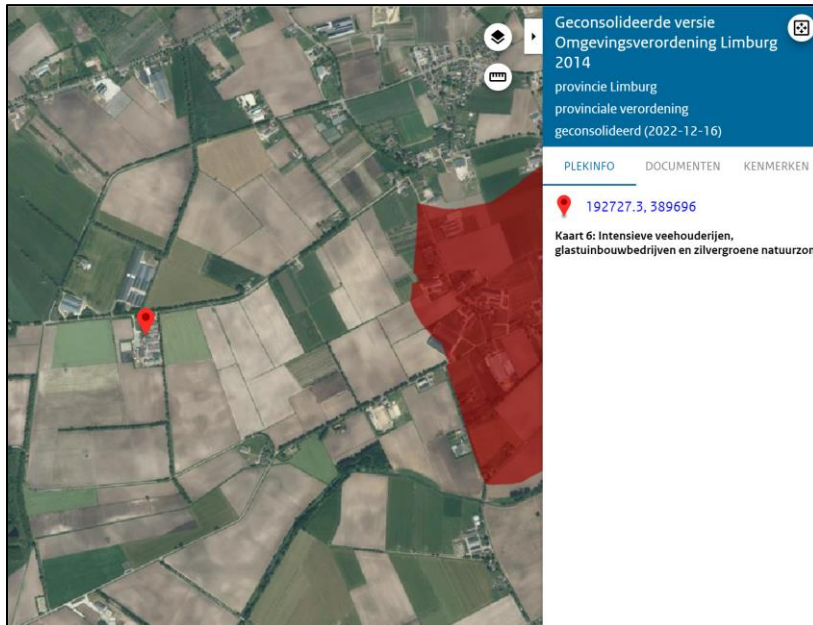 Geconsolideerde versie
Omgevingsverordening Limburg
2014
provincie Limburg
provinciale verordening
geconsolideerd (2022-12-16)
PLEKINFO DOCUMENTEN KENMERKEN
192727.3, 389696
Kaart 6: Intensieve veehouderijen,
glastuinbouwbedrijven en zilvergroene natuurzon